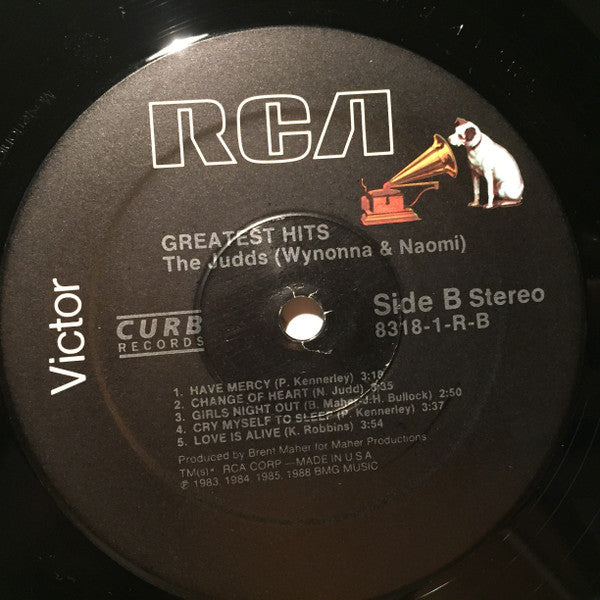 RCA
GREATEST HITS
The Judds (Wynonna & Naomi)
Victor
CURB
RECORDS
Side B Stereo
8318-1-R-B
1. HAVE MERCY (P. Kennerley) 3:18
2. CHANGE OF HEART (N. Judd) 3:35
3. GIRLS NIGHT OUT (B. Maher-J.H. Bullock) 2:50
4. CRY MYSELF TO SLEEP (P. Kennerley) 3:37
5. LOVE IS ALIVE (K. Robbins) 3:54
Produced by Brent Maher for Maher Productions
TM(s)* RCA CORP —MADE IN U.S.A.
℗ 1983, 1984, 1985, 1988 BMG MUSIC